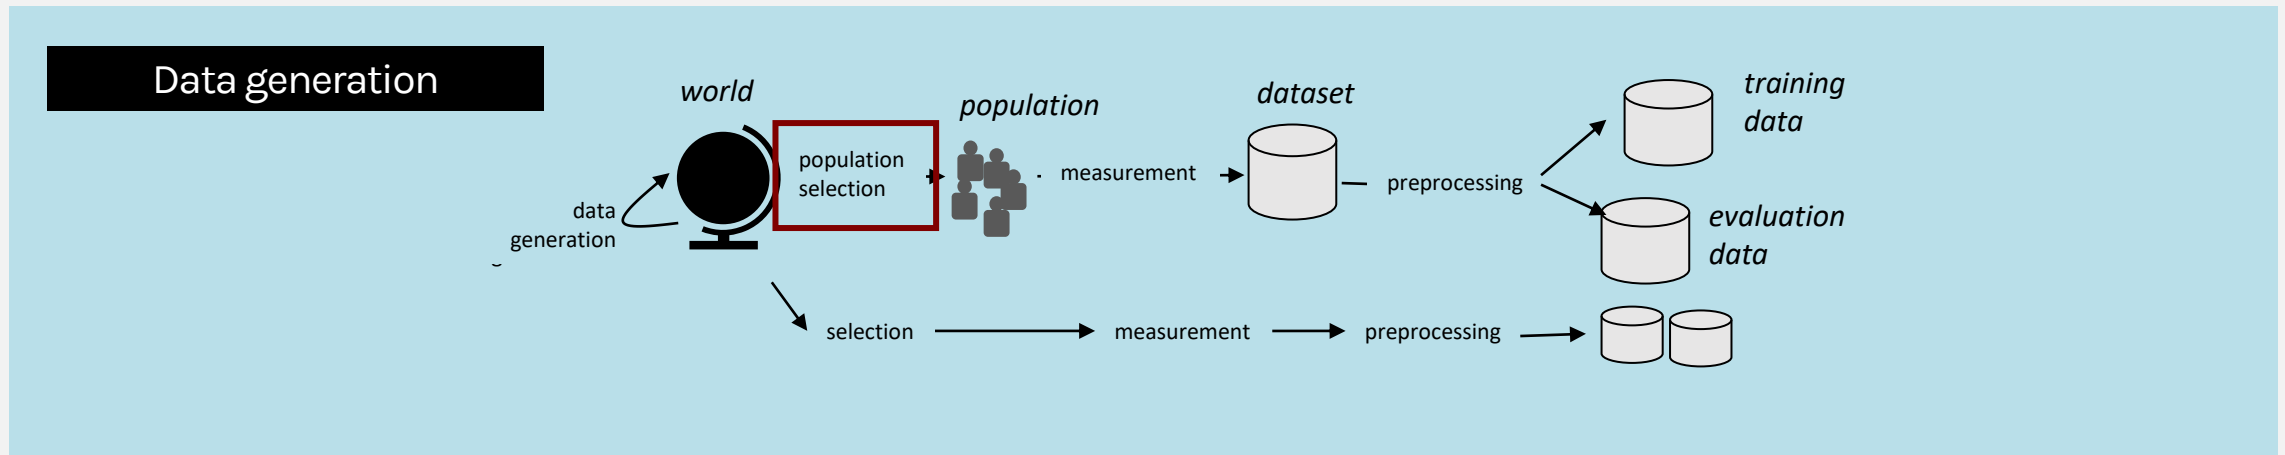 Data generation
world
population
dataset
training
data
population
selection
measurement
preprocessing
data
generation
evaluation
data
selection
measurement
preprocessing